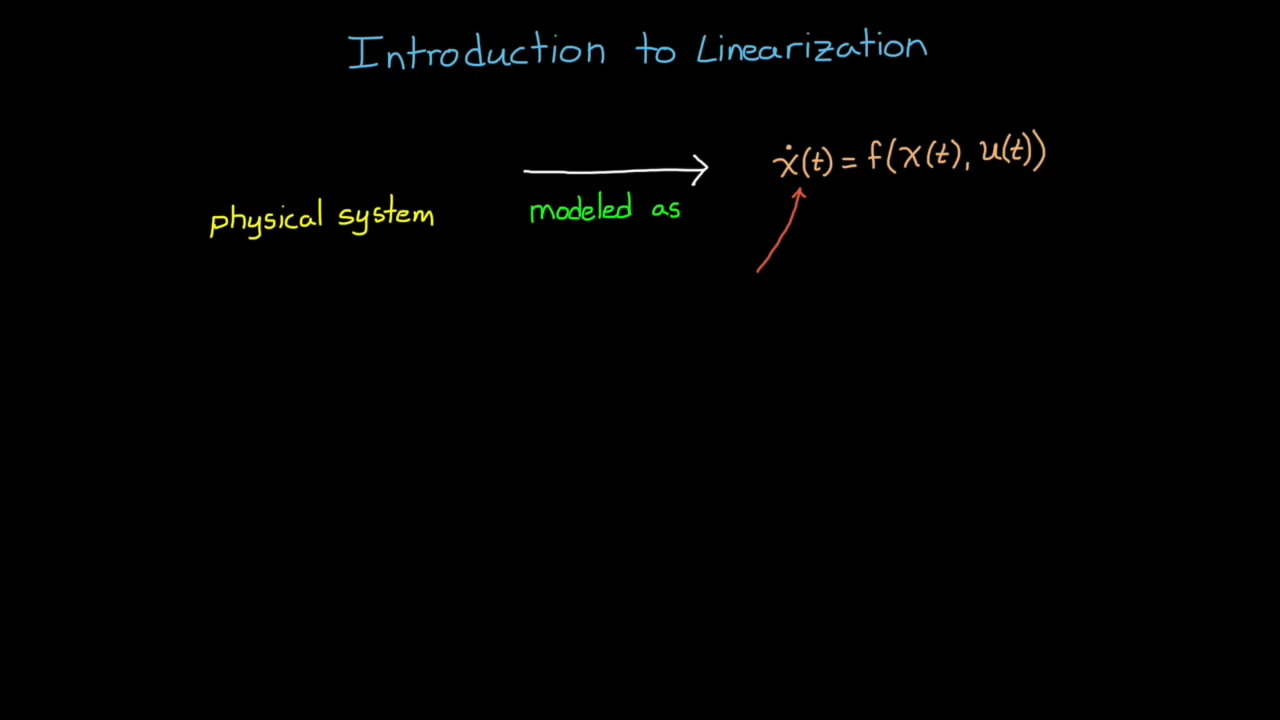 Introduction to Linearization
physical system
modeled as
ẋ(t) = f(x(t), u(t))